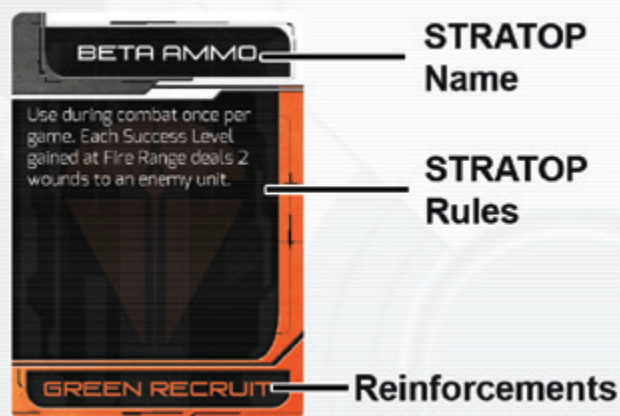 BETA AMMO
STRATOP
Name
Use during combat once per
game. Each Success Level
gained at Fire Range deals 2
wounds to an enemy unit.
STRATOP
Rules
GREEN RECRUIT
Reinforcements